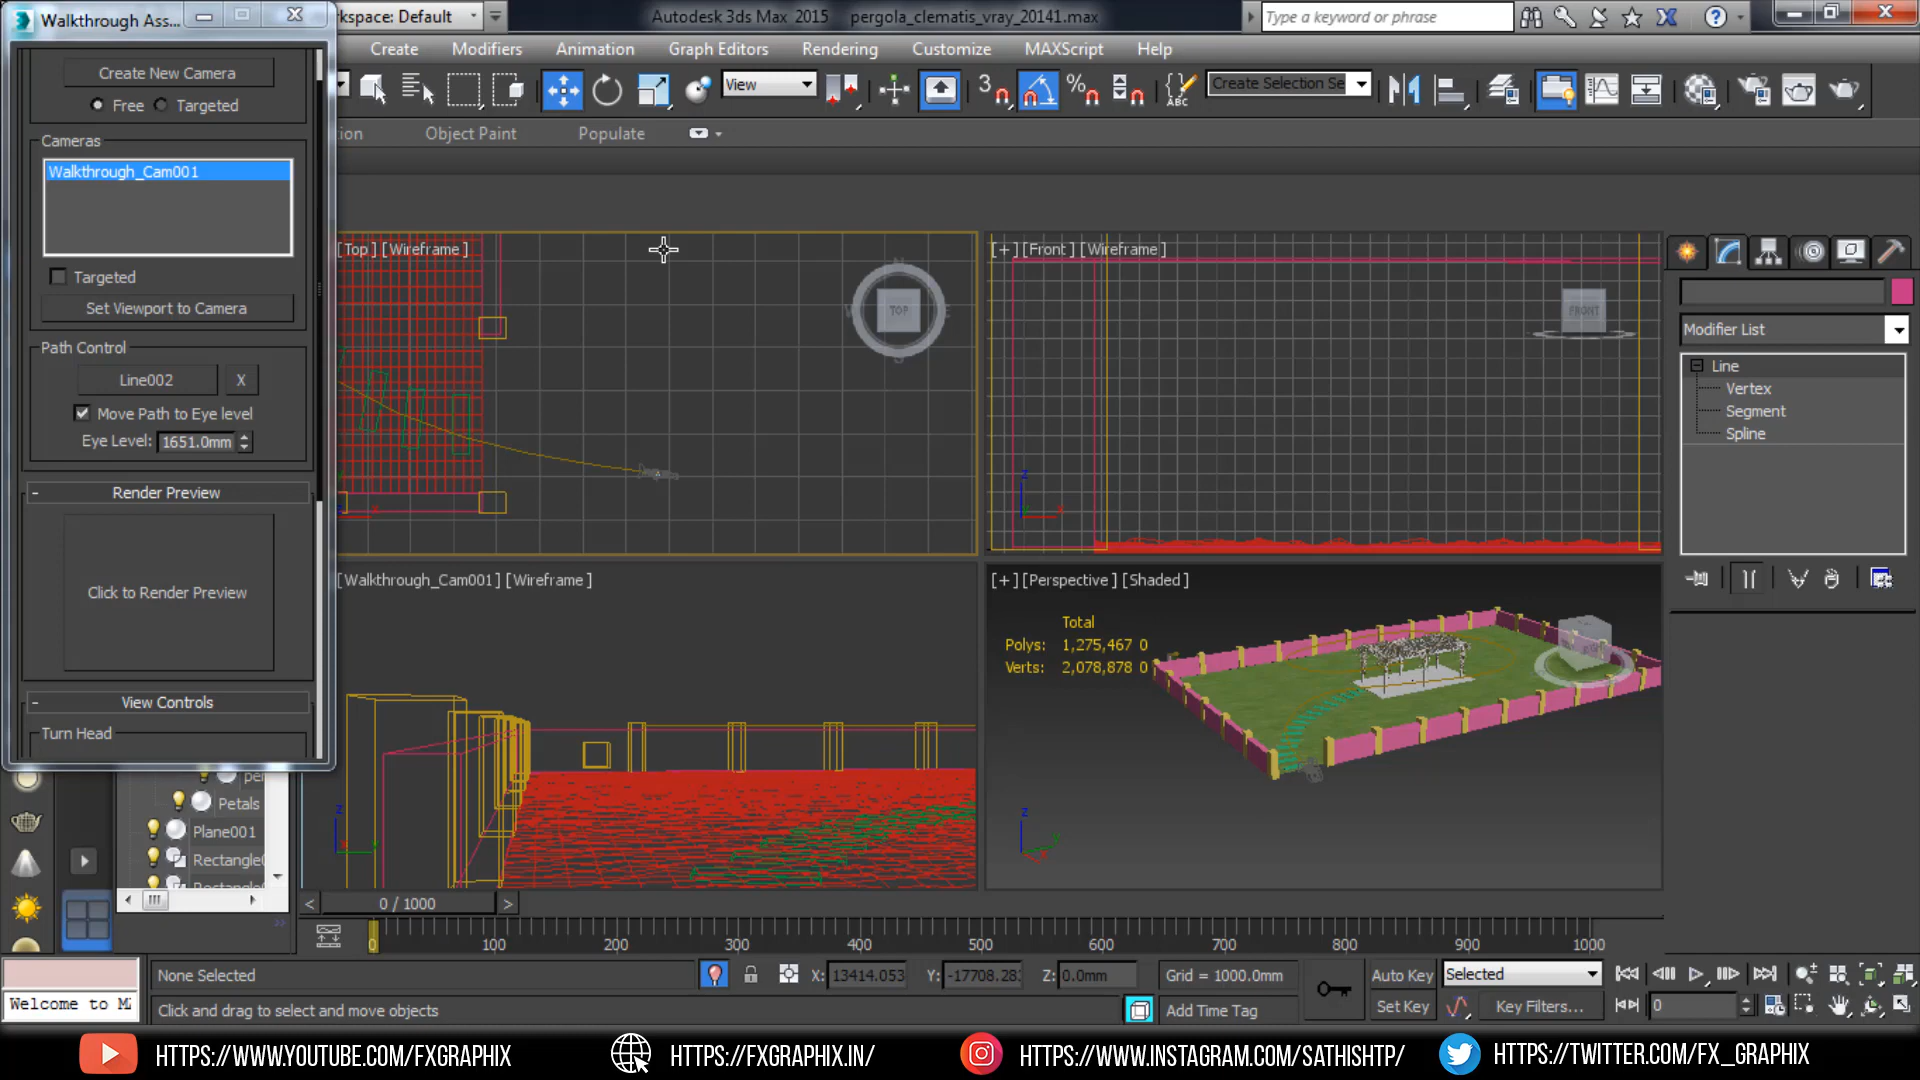 Walkthrough Ass...
kspace: Default
Autodesk 3ds Max 2015    pergola_clematis_vray_20141.max
Type a keyword or phrase
Create Modifiers Animation Graph Editors Rendering Customize MAXScript Help
View
Create Selection Se
tion Object Paint Populate
Create New Camera
Free Targeted
Cameras
Walkthrough_Cam001
Targeted
Set Viewport to Camera
Path Control
Line002 X
Move Path to Eye level
Eye Level: 1651.0mm
- Render Preview
Click to Render Preview
- View Controls
Turn Head
[Top] [Wireframe]
TOP
[+] [Front] [Wireframe]
FRONT
[Walkthrough_Cam001] [Wireframe]
[+] [Perspective] [Shaded]
Total
Polys: 1,275,467 0
Verts: 2,078,878 0
Modifier List
Line
Vertex
Segment
Spline
per
Petals
Plane001
Rectangle
< 0 / 1000 >
0 100 200 300 400 500 600 700 800 900 1000
None Selected
X: 13414.053 Y: -17708.28 Z: 0.0mm Grid = 1000.0mm
Auto Key Selected
Welcome to M
Click and drag to select and move objects
Add Time Tag
Set Key Key Filters... 0
HTTPS://WWW.YOUTUBE.COM/FXGRAPHIX
HTTPS://FXGRAPHIX.IN/
HTTPS://WWW.INSTAGRAM.COM/SATHISHTP/
HTTPS://TWITTER.COM/FX_GRAPHIX